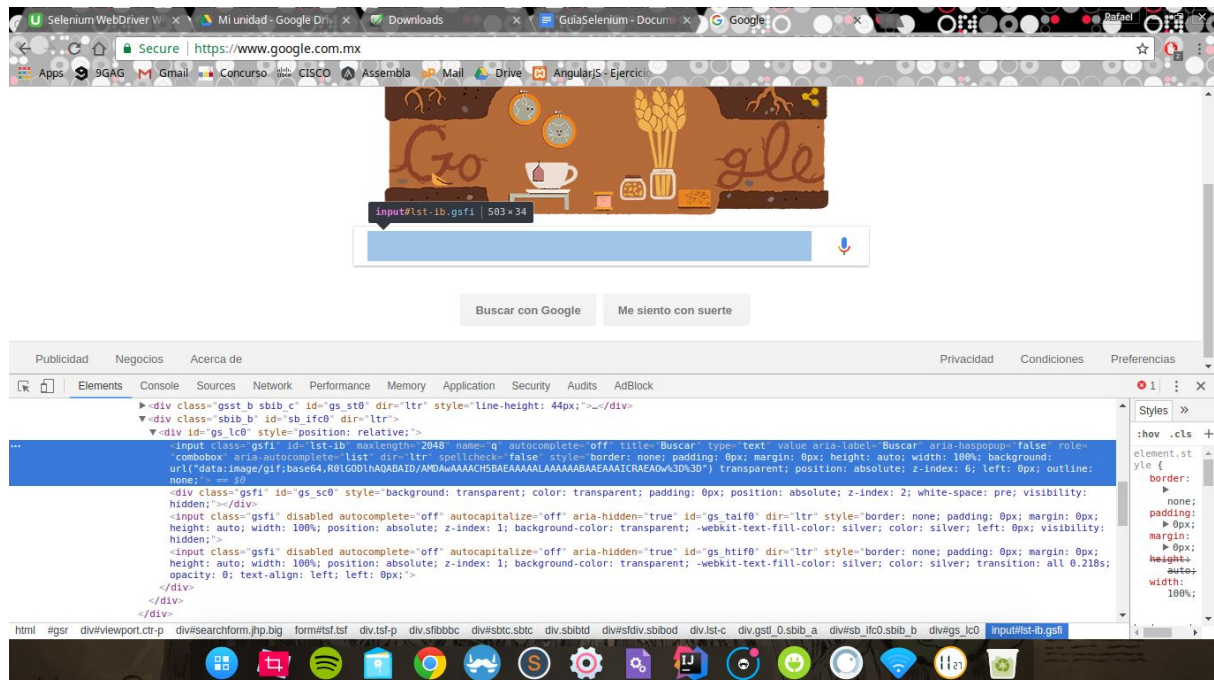 Selenium WebDriver W
Mi unidad - Google Driv
Downloads
GuiaSelenium - Docume
Google
Rafael
Secure | https://www.google.com.mx
Apps
9GAG
Gmail
Concurso
CISCO
Assembla
Mail
Drive
AngularJS - Ejercicio
Go gle
input#lst-ib.gsfi | 503 × 34
Buscar con Google
Me siento con suerte
Publicidad Negocios Acerca de Privacidad Condiciones Preferencias
Elements Console Sources Network Performance Memory Application Security Audits AdBlock 1
<div class="gsst_b sbib_c" id="gs_st0" dir="ltr" style="line-height: 44px;">…</div>
<div class="sbib_b" id="sb_ifc0" dir="ltr">
<div id="gs_lc0" style="position: relative;">
<input class="gsfi" id="lst-ib" maxlength="2048" name="q" autocomplete="off" title="Buscar" type="text" value aria-label="Buscar" aria-haspopup="false" role=
"combobox" aria-autocomplete="list" dir="ltr" spellcheck="false" style="border: none; padding: 0px; margin: 0px; height: auto; width: 100%; background:
transparent; position: absolute; z-index: 6; left: 0px; outline:
none;"> == $0
<div class="gsfi" id="gs_sc0" style="background: transparent; color: transparent; padding: 0px; position: absolute; z-index: 2; white-space: pre; visibility:
hidden;"></div>
<input class="gsfi" disabled autocomplete="off" autocapitalize="off" aria-hidden="true" id="gs_taif0" dir="ltr" style="border: none; padding: 0px; margin: 0px;
height: auto; width: 100%; position: absolute; z-index: 1; background-color: transparent; -webkit-text-fill-color: silver; color: silver; left: 0px; visibility:
hidden;">
<input class="gsfi" disabled autocomplete="off" autocapitalize="off" aria-hidden="true" id="gs_htif0" dir="ltr" style="border: none; padding: 0px; margin: 0px;
height: auto; width: 100%; position: absolute; z-index: 1; background-color: transparent; -webkit-text-fill-color: silver; color: silver; transition: all 0.218s;
opacity: 0; text-align: left; left: 0px;">
</div>
</div>
</div>
Styles »
:hov .cls +
element.st
yle {
border:
none;
padding:
0px;
margin:
0px;
height:
auto;
width:
100%;
html #gsr div#viewport.ctr-p div#searchform.jhp.big form#tsf.tsf div.tsf-p div.sfibbbc div#sbtc.sbtc div.sbibtd div#sfdiv.sbibod div.lst-c div.gstl_0.sbib_a div#sb_ifc0.sbib_b div#gs_lc0 input#lst-ib.gsfi